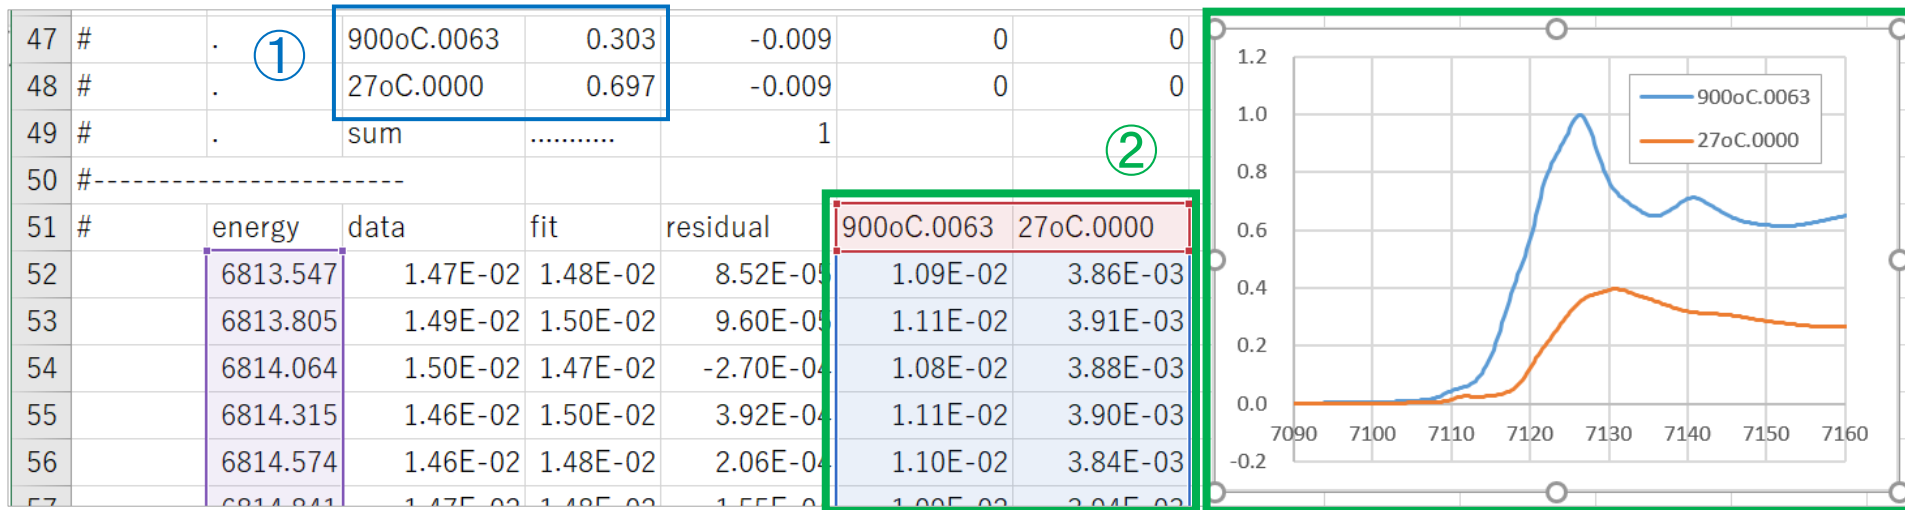 47 # . 900oC.0063 0.303 -0.009 0 0
48 # . 27oC.0000 0.697 -0.009 0 0
49 # . sum ........... 1
50 #------------------------
51 # energy data fit residual 900oC.0063 27oC.0000
52 6813.547 1.47E-02 1.48E-02 8.52E-05 1.09E-02 3.86E-03
53 6813.805 1.49E-02 1.50E-02 9.60E-05 1.11E-02 3.91E-03
54 6814.064 1.50E-02 1.47E-02 -2.70E-04 1.08E-02 3.88E-03
55 6814.315 1.46E-02 1.50E-02 3.92E-04 1.11E-02 3.90E-03
56 6814.574 1.46E-02 1.48E-02 2.06E-04 1.10E-02 3.84E-03
①
②
1.2
1.0
0.8
0.6
0.4
0.2
0.0
-0.2
7090 7100 7110 7120 7130 7140 7150 7160
900oC.0063
27oC.0000